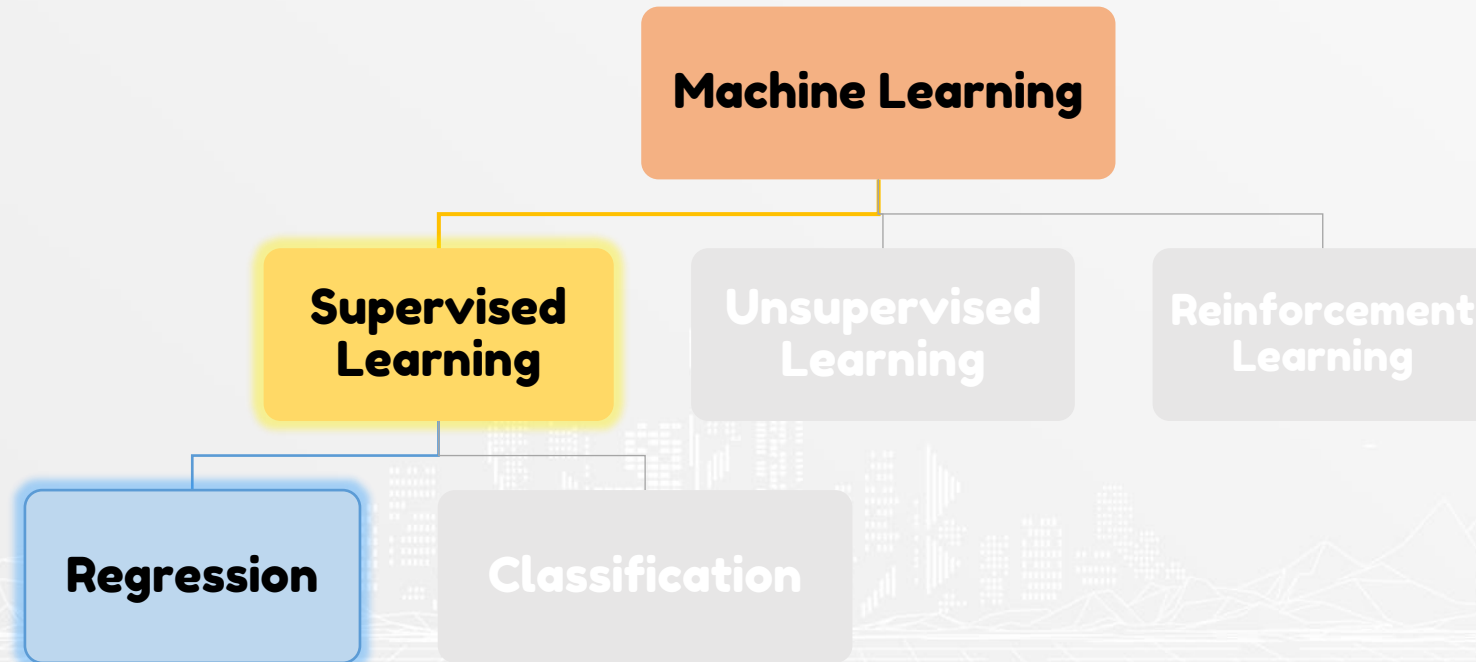 Machine Learning
Supervised
Learning
Unsupervised
Learning
Reinforcement
Learning
Regression
Classification